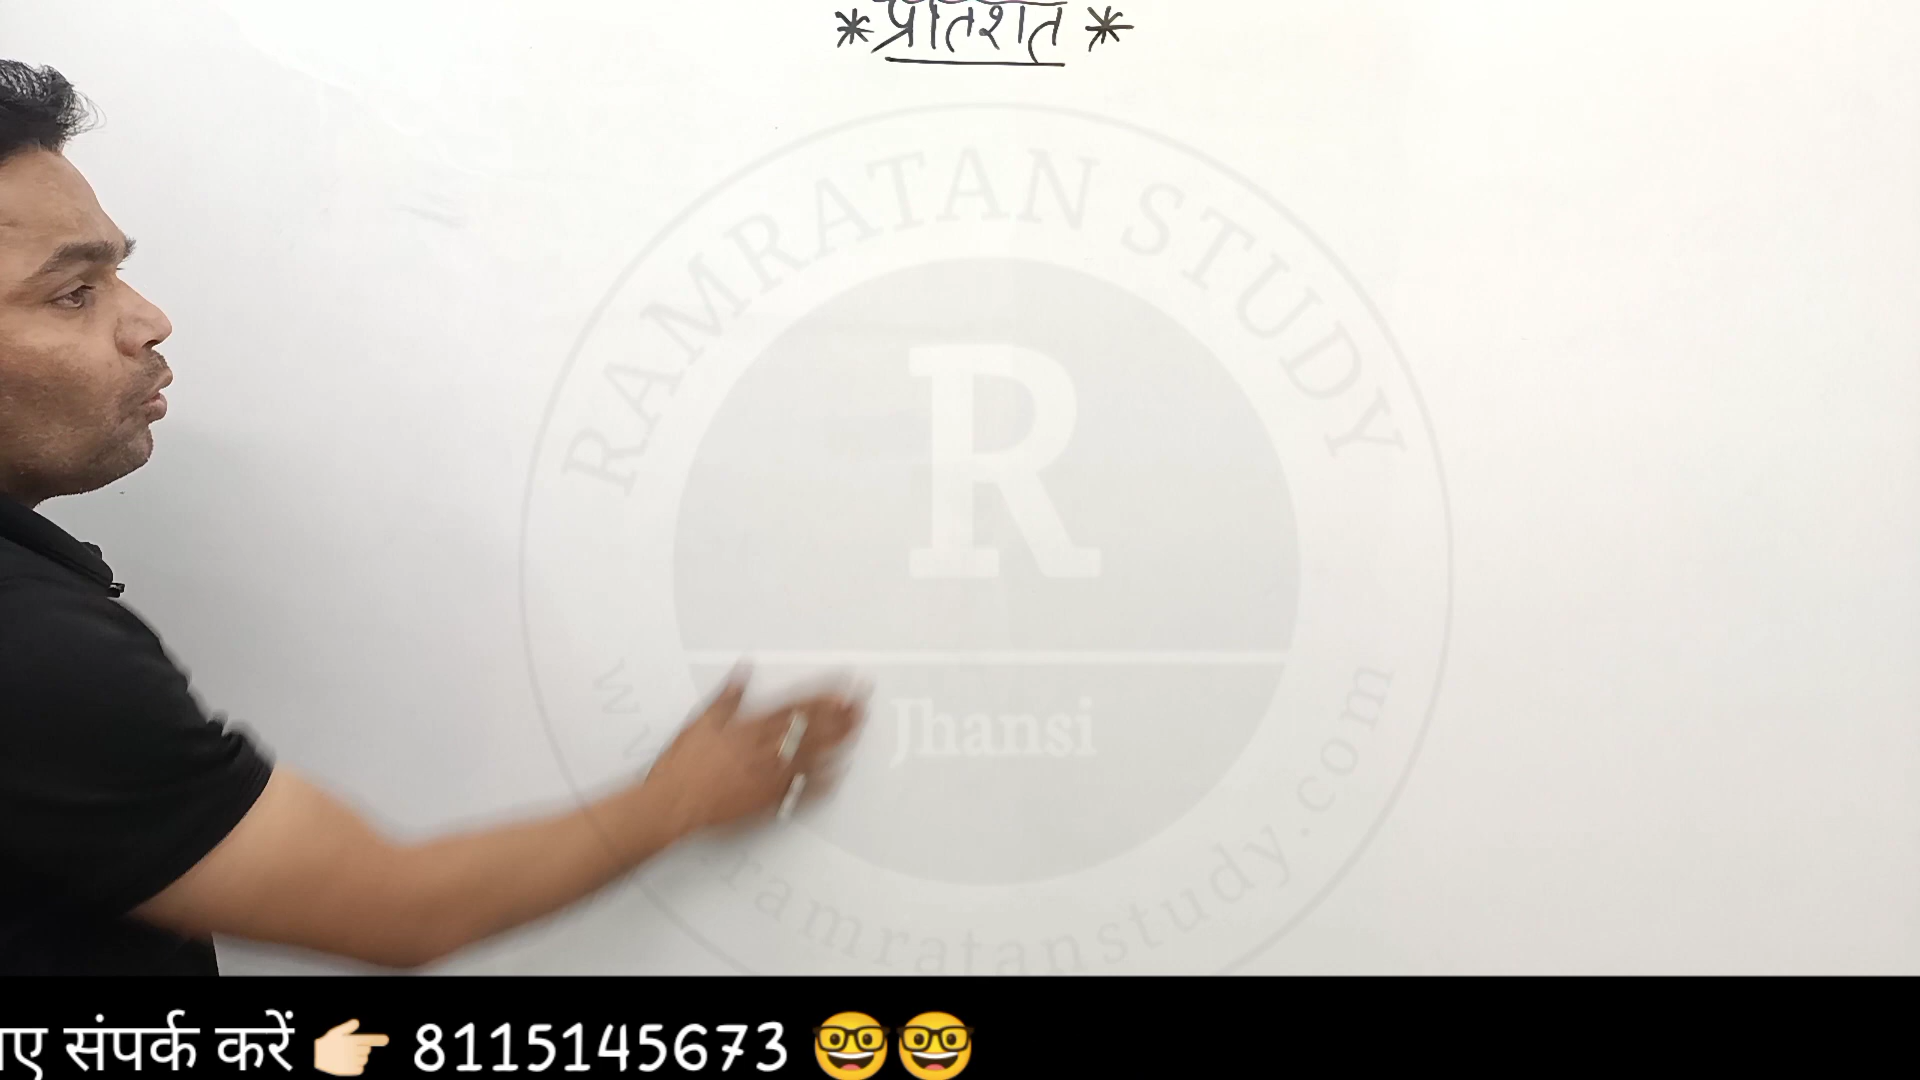 * प्रतिशत *
RAMRATAN STUDY
R
Jhansi
ramratanstudy.com
संपर्क करें 👉🏻 8115145673 🤓🤓